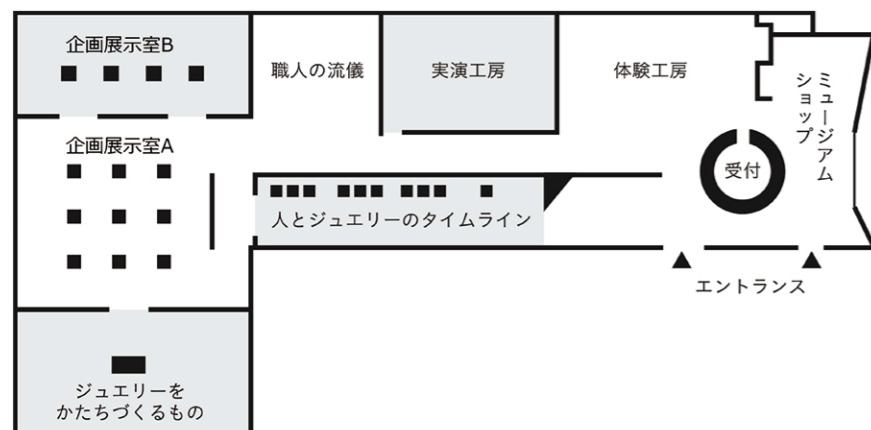 企画展示室B
職人の流儀
実演工房
体験工房
ミュージアム
ショップ
企画展示室A
受付
人とジュエリーのタイムライン
エントランス
ジュエリーを
かたちづくるもの